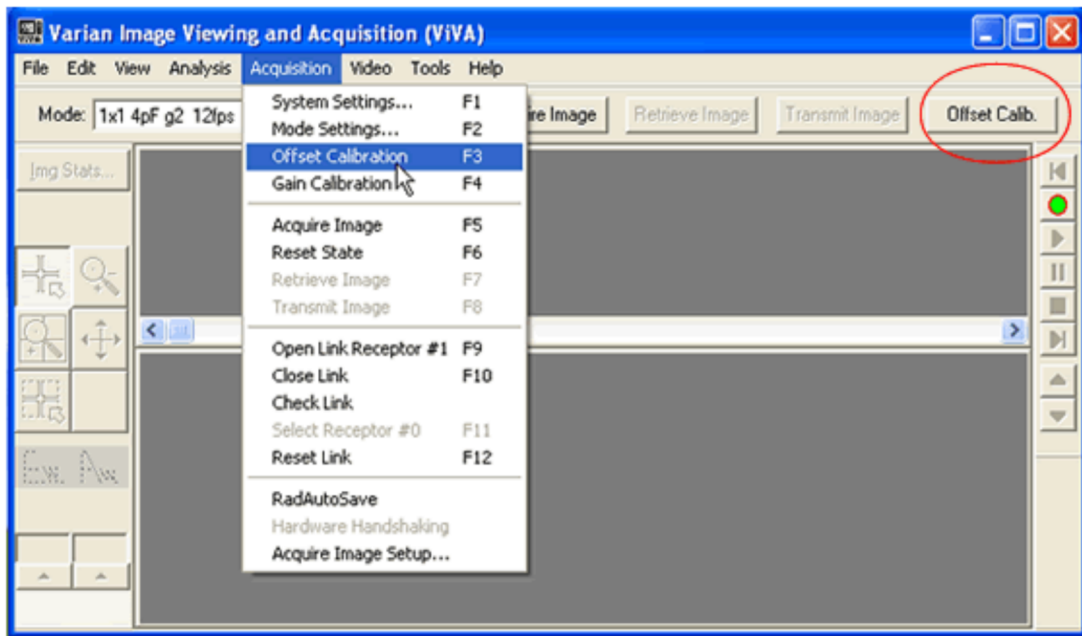 Varian Image Viewing and Acquisition (ViVA)
File Edit View Analysis Acquisition Video Tools Help
Mode: 1x1 4pF g2 12fps
re Image
Retrieve Image
Transmit Image
Offset Calib.
Img Stats...
System Settings... F1
Mode Settings... F2
Offset Calibration F3
Gain Calibration F4
Acquire Image F5
Reset State F6
Retrieve Image F7
Transmit Image F8
Open Link Receptor #1 F9
Close Link F10
Check Link
Select Receptor #0 F11
Reset Link F12
RadAutoSave
Hardware Handshaking
Acquire Image Setup...